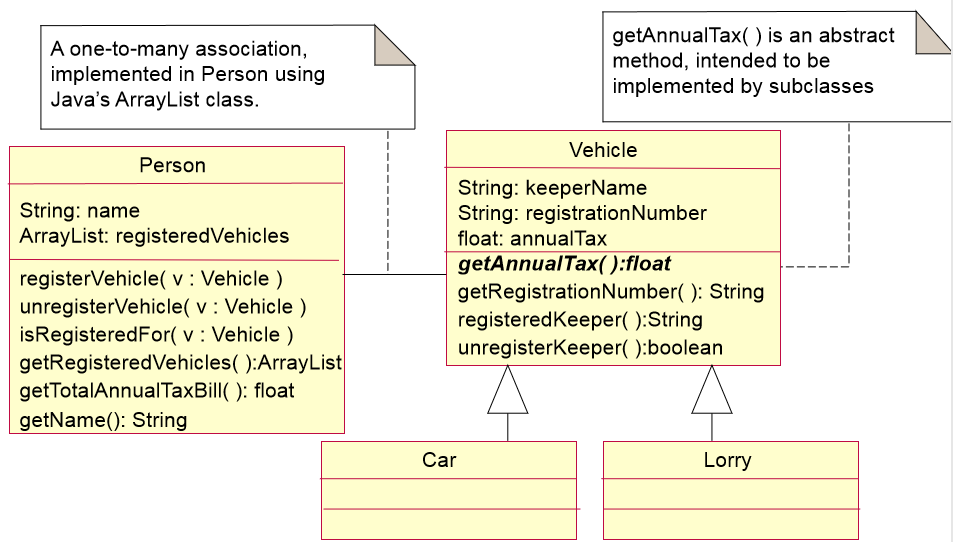 A one-to-many association,
implemented in Person using
Java's ArrayList class.
getAnnualTax( ) is an abstract
method, intended to be
implemented by subclasses
Person
String: name
ArrayList: registeredVehicles
registerVehicle( v : Vehicle )
unregisterVehicle( v : Vehicle )
isRegisteredFor( v : Vehicle )
getRegisteredVehicles( ):ArrayList
getTotalAnnualTaxBill( ): float
getName(): String
Vehicle
String: keeperName
String: registrationNumber
float: annualTax
getAnnualTax( ):float
getRegistrationNumber( ): String
registeredKeeper( ):String
unregisterKeeper( ):boolean
Car
Lorry